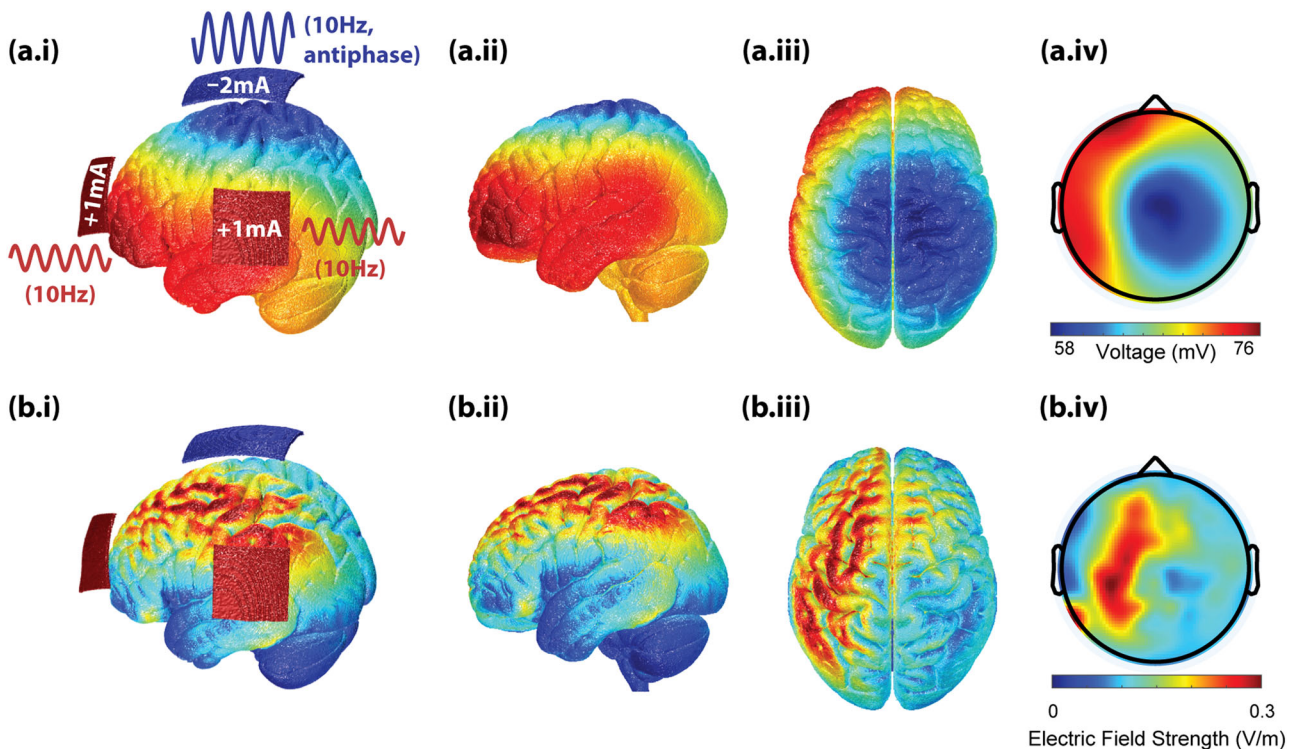 (a.i)
(10Hz,
antiphase)
(a.ii)
(a.iii)
(a.iv)
−2mA
+1mA
+1mA
(10Hz)
(10Hz)
58
Voltage (mV)
76
(b.i)
(b.ii)
(b.iii)
(b.iv)
0
0.3
Electric Field Strength (V/m)